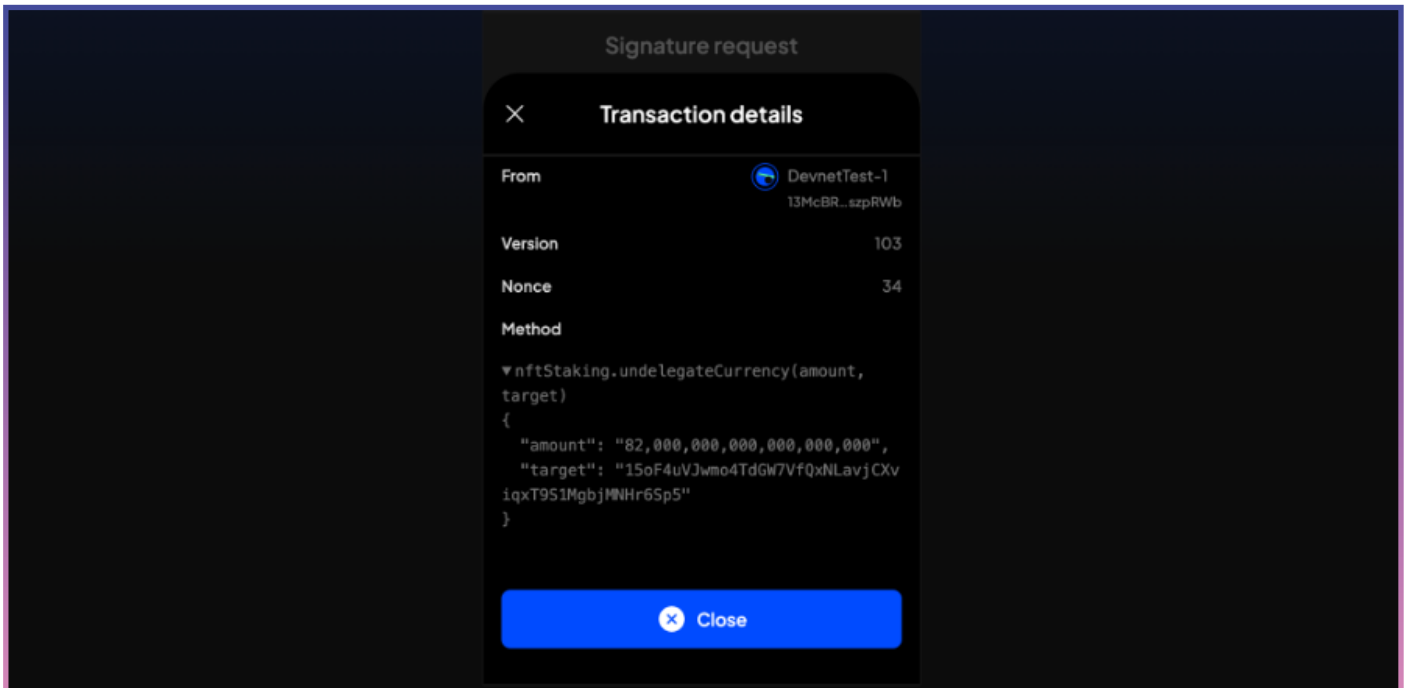 Signature request
Transaction details
From DevnetTest-1
13McBR...szpRWb
Version 103
Nonce 34
Method
▼nftStaking.undelegateCurrency(amount,
target)
{
"amount": "82,000,000,000,000,000,000",
"target": "15oF4uVJwmo4TdGW7VfQxNLavjCXv
iqxT9S1MgbjMNHr6Sp5"
}
Close